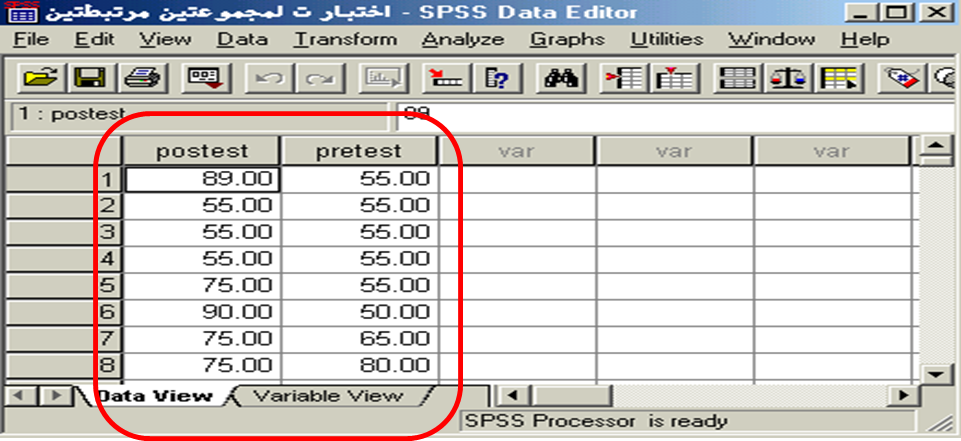 اختبار ت لمجموعتين مرتبطتين - SPSS Data Editor
File Edit View Data Transform Analyze Graphs Utilities Window Help
1 : postest 89
postest pretest var var var
1 89.00 55.00
2 55.00 55.00
3 55.00 55.00
4 55.00 55.00
5 75.00 55.00
6 90.00 50.00
7 75.00 65.00
8 75.00 80.00
Data View Variable View
SPSS Processor is ready